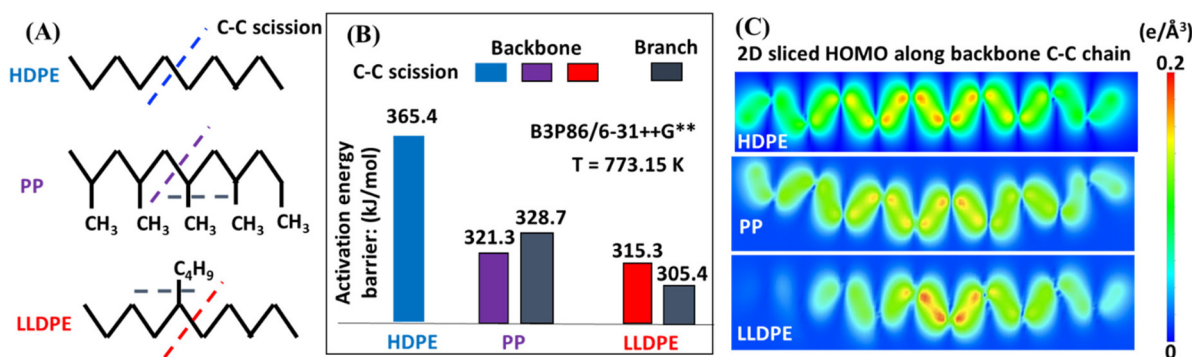 (A)
C-C scission
HDPE
PP
CH₃ CH₃ CH₃ CH₃ CH₃
C₄H₉
LLDPE
(B)
Backbone Branch
C-C scission
365.4
B3P86/6-31++G**
T = 773.15 K
Activation energy
barrier: (kJ/mol)
321.3
328.7
315.3
305.4
HDPE PP LLDPE
(C)
(e/Å³)
2D sliced HOMO along backbone C-C chain
0.2
HDPE
PP
LLDPE
0